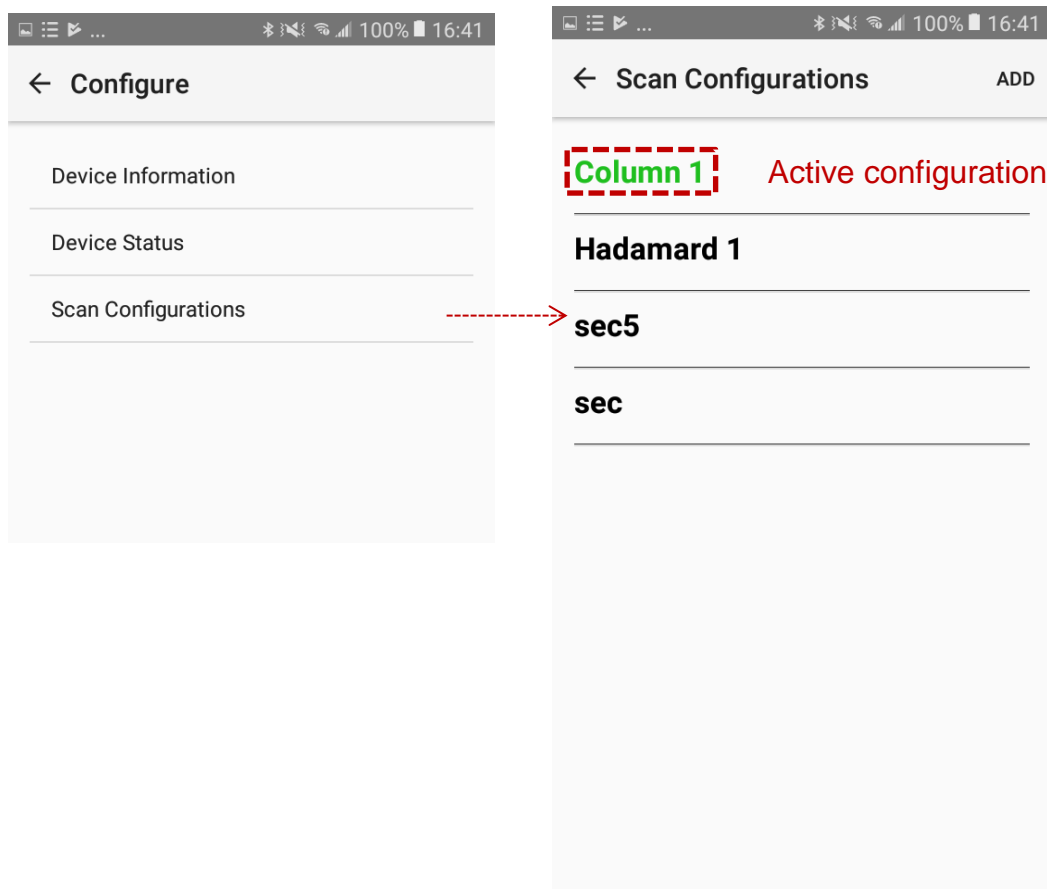 ... 100% 16:41
Configure
Device Information
Device Status
Scan Configurations
... 100% 16:41
Scan Configurations ADD
Column 1 Active configuration
Hadamard 1
sec5
sec